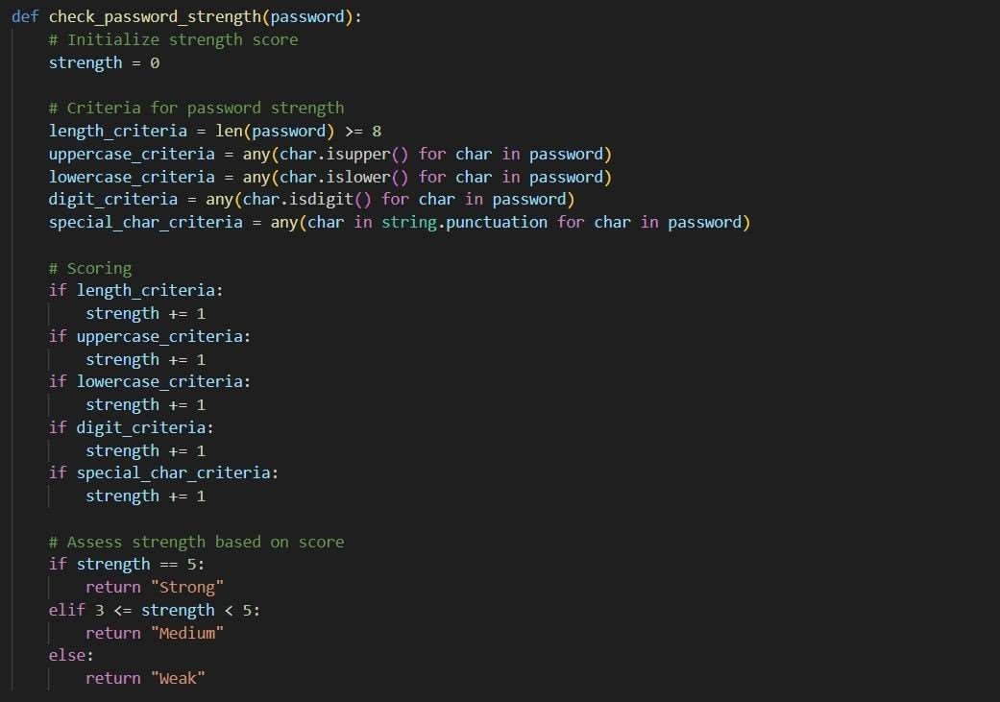 def check_password_strength(password):
    # Initialize strength score
    strength = 0

    # Criteria for password strength
    length_criteria = len(password) >= 8
    uppercase_criteria = any(char.isupper() for char in password)
    lowercase_criteria = any(char.islower() for char in password)
    digit_criteria = any(char.isdigit() for char in password)
    special_char_criteria = any(char in string.punctuation for char in password)

    # Scoring
    if length_criteria:
        strength += 1
    if uppercase_criteria:
        strength += 1
    if lowercase_criteria:
        strength += 1
    if digit_criteria:
        strength += 1
    if special_char_criteria:
        strength += 1

    # Assess strength based on score
    if strength == 5:
        return "Strong"
    elif 3 <= strength < 5:
        return "Medium"
    else:
        return "Weak"